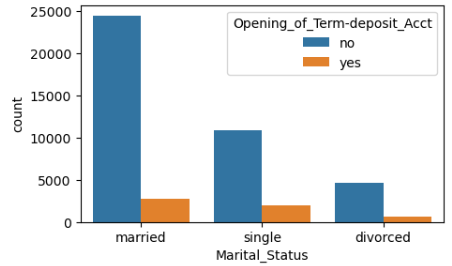 Opening_of_Term-deposit_Acct
no
yes
25000
20000
15000
10000
5000
0
count
married single divorced
Marital_Status